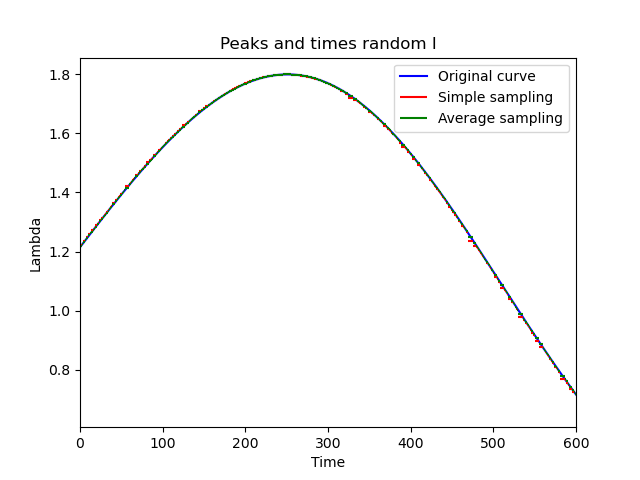 Peaks and times random I
Original curve
Simple sampling
Average sampling
Lambda
1.8
1.6
1.4
1.2
1.0
0.8
0 100 200 300 400 500 600
Time